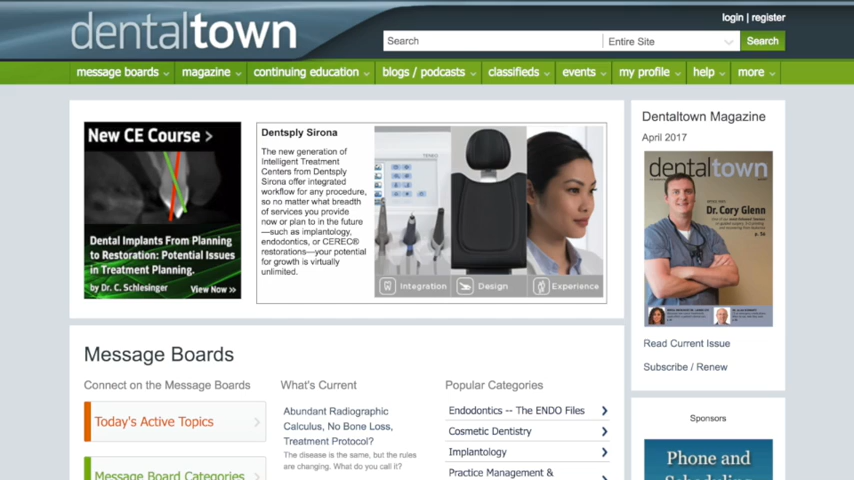 login | register
dentaltown
Search
Entire Site
Search
message boards
magazine
continuing education
blogs / podcasts
classifieds
events
my profile
help
more
New CE Course >
Dental Implants From Planning
to Restoration: Potential Issues
in Treatment Planning.
by Dr. C. Schlesinger
View Now >>
Dentsply Sirona
The new generation of
Intelligent Treatment
Centers from Dentsply
Sirona offer integrated
workflow for any procedure,
so no matter what breadth
of services you provide
now or plan to in the future
—such as implantology,
endodontics, or CEREC®
restorations—your potential
for growth is virtually
unlimited.
Integration
Design
Experience
Dentaltown Magazine
April 2017
dentaltown
Dr. Cory Glenn
Read Current Issue
Subscribe / Renew
Message Boards
Connect on the Message Boards
Today's Active Topics
Message Board Categories
What's Current
Abundant Radiographic
Calculus, No Bone Loss,
Treatment Protocol?
The disease is the same, but the rules
are changing. What do you call it?
Popular Categories
Endodontics -- The ENDO Files
Cosmetic Dentistry
Implantology
Practice Management &
Sponsors
Phone and
Scheduling